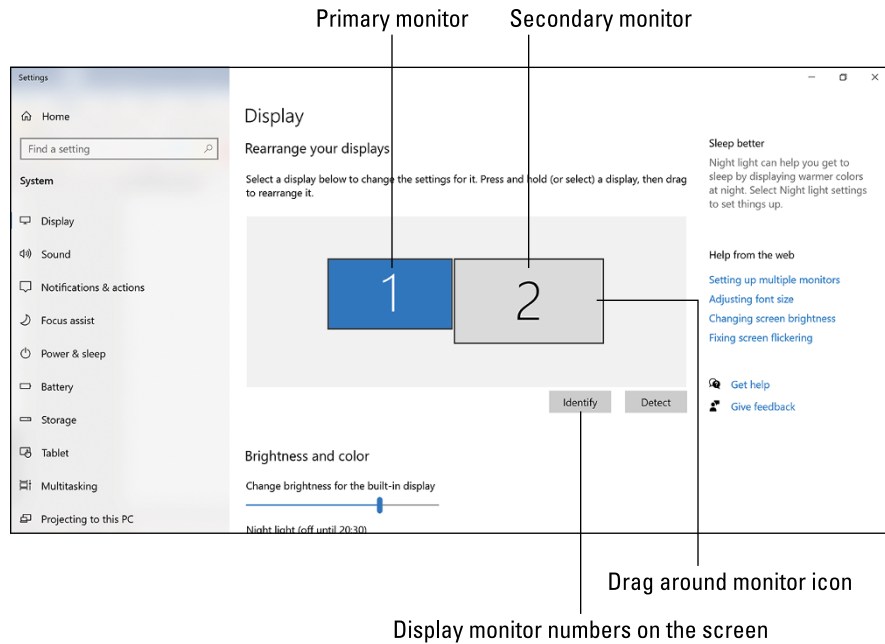 Primary monitor
Secondary monitor
Settings
Home
Find a setting
System
Display
Sound
Notifications & actions
Focus assist
Power & sleep
Battery
Storage
Tablet
Multitasking
Projecting to this PC
Display
Rearrange your displays
Select a display below to change the settings for it. Press and hold (or select) a display, then drag
to rearrange it.
1
2
Identify
Detect
Brightness and color
Change brightness for the built-in display
Night light (off until 20:30)
Sleep better
Night light can help you get to
sleep by displaying warmer colors
at night. Select Night light settings
to set things up.
Help from the web
Setting up multiple monitors
Adjusting font size
Changing screen brightness
Fixing screen flickering
Get help
Give feedback
Drag around monitor icon
Display monitor numbers on the screen